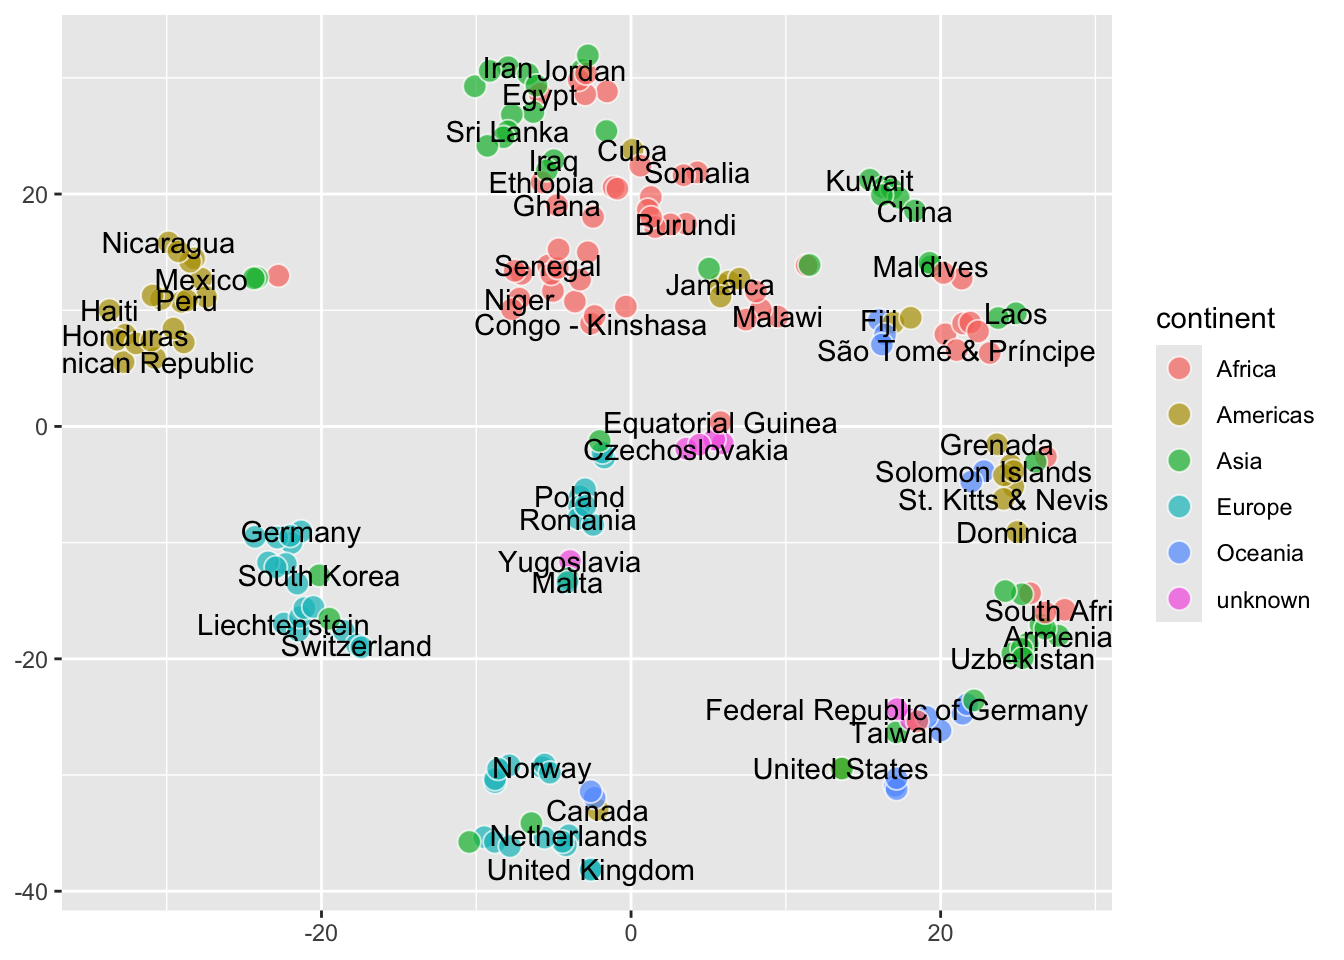 Iran
Jordan
Egypt
Sri Lanka
Cuba
Iraq
Somalia
Ethiopia
Kuwait
20
Ghana
China
Burundi
Nicaragua
Senegal
Maldives
Mexico
Jamaica
Peru
Niger
Haiti
Malawi
Laos
Fiji
Congo - Kinshasa
Honduras
São Tomé & Príncipe
nican Republic
continent
Africa
Americas
Asia
Europe
Oceania
unknown
0
Equatorial Guinea
Czechoslovakia
Grenada
Solomon Islands
Poland
St. Kitts & Nevis
Romania
Germany
Dominica
Yugoslavia
South Korea
Malta
South Afri
Liechtenstein
Armenia
Switzerland
-20
Uzbekistan
Federal Republic of Germany
Taiwan
Norway
United States
Canada
Netherlands
United Kingdom
-40
-20
0
20